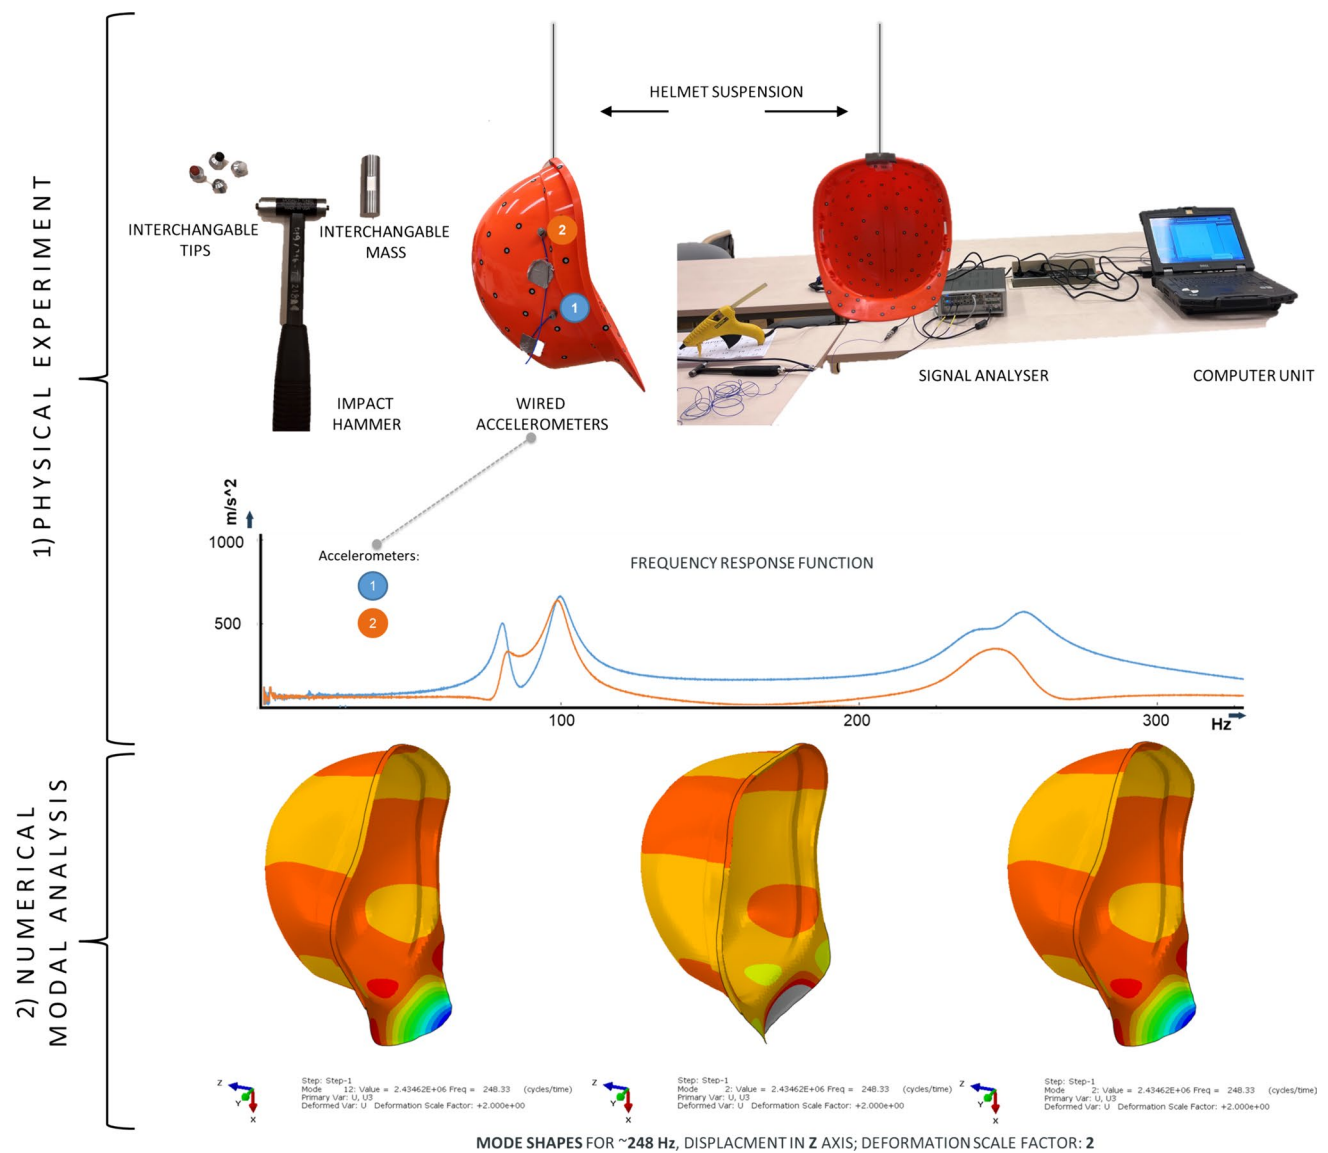 1) PHYSICAL EXPERIMENT
HELMET SUSPENSION
INTERCHANGABLE
TIPS
INTERCHANGABLE
MASS
2
1
IMPACT
HAMMER
WIRED
ACCELEROMETERS
SIGNAL ANALYSER
COMPUTER UNIT
m/s^2
1000
500
Accelerometers:
1
2
FREQUENCY RESPONSE FUNCTION
100
200
300
Hz
2) NUMERICAL
MODAL ANALYSIS
Z
Y
X
Step: Step-1
Mode 12: Value = 2.43462E+06 Freq = 248.33 (cycles/time)
Primary Var: U, U3
Deformed Var: U Deformation Scale Factor: +2.000e+00
Z
Y
X
Step: Step-1
Mode 2: Value = 2.43462E+06 Freq = 248.33 (cycles/time)
Primary Var: U, U3
Deformed Var: U Deformation Scale Factor: +2.000e+00
Z
Y
X
Step: Step-1
Mode 2: Value = 2.43462E+06 Freq = 248.33 (cycles/time)
Primary Var: U, U3
Deformed Var: U Deformation Scale Factor: +2.000e+00
MODE SHAPES FOR ~248 Hz, DISPLACMENT IN Z AXIS; DEFORMATION SCALE FACTOR: 2